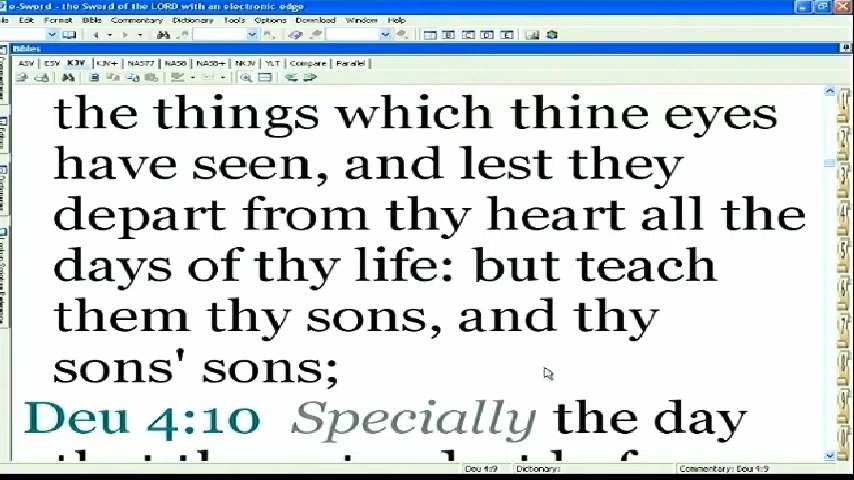 e-Sword - the Sword of the LORD with an electronic edge
Edit Format Bible Commentary Dictionary Tools Options Download Window Help
Bibles
ASV ESV KJV KJV+ NAS77 NASB NASB+ NKJV YLT Compare Parallel
the things which thine eyes
have seen, and lest they
depart from thy heart all the
days of thy life: but teach
them thy sons, and thy
sons' sons;
Deu 4:10 Specially the day
Deu 4:9 Dictionary: Commentary: Deu 4:9